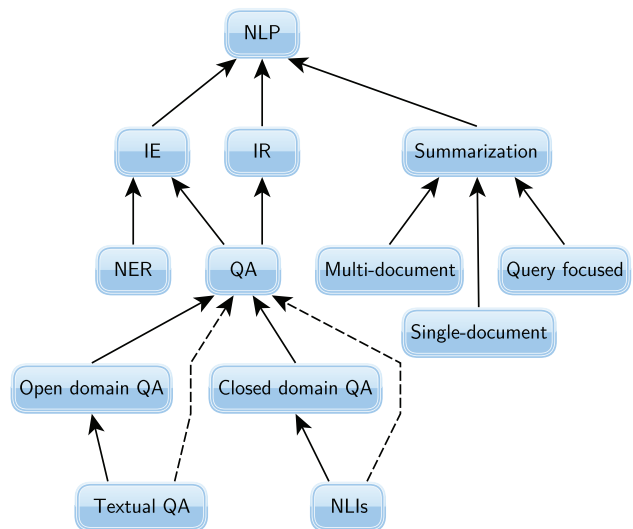 NLP
IE
IR
Summarization
NER
QA
Multi-document
Query focused
Single-document
Open domain QA
Closed domain QA
Textual QA
NLIs